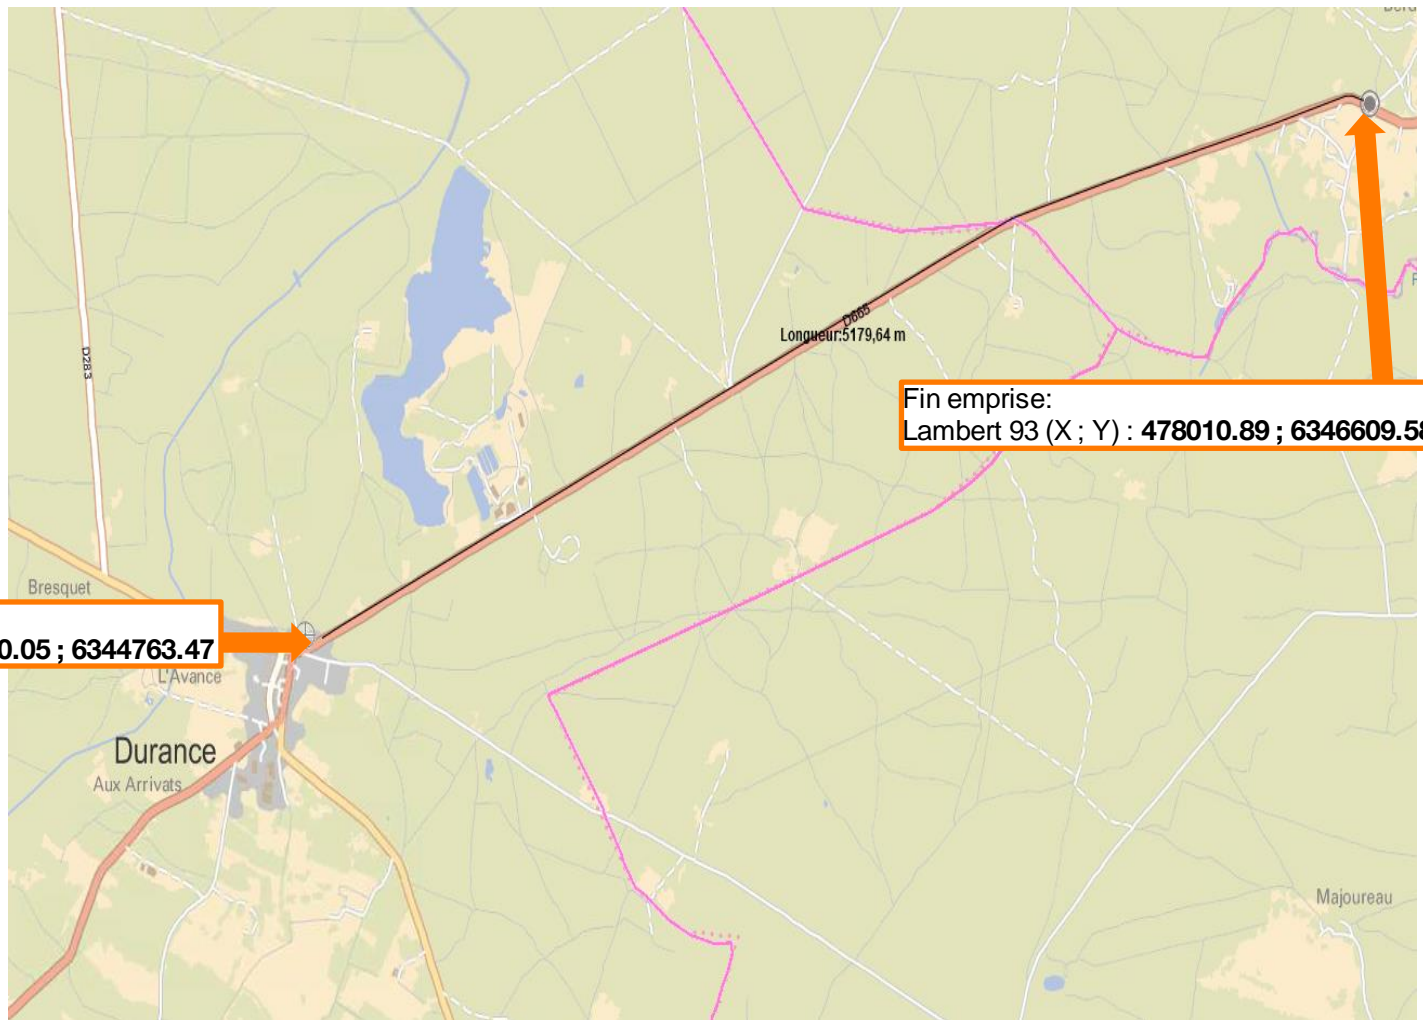 D283
D665
Longueur:5179,64 m
Fin emprise:
Lambert 93 (X ; Y) : 478010.89 ; 6346609.58
Bresquet
0.05 ; 6344763.47
L'Avance
Durance
Aux Arrivats
Majoureau